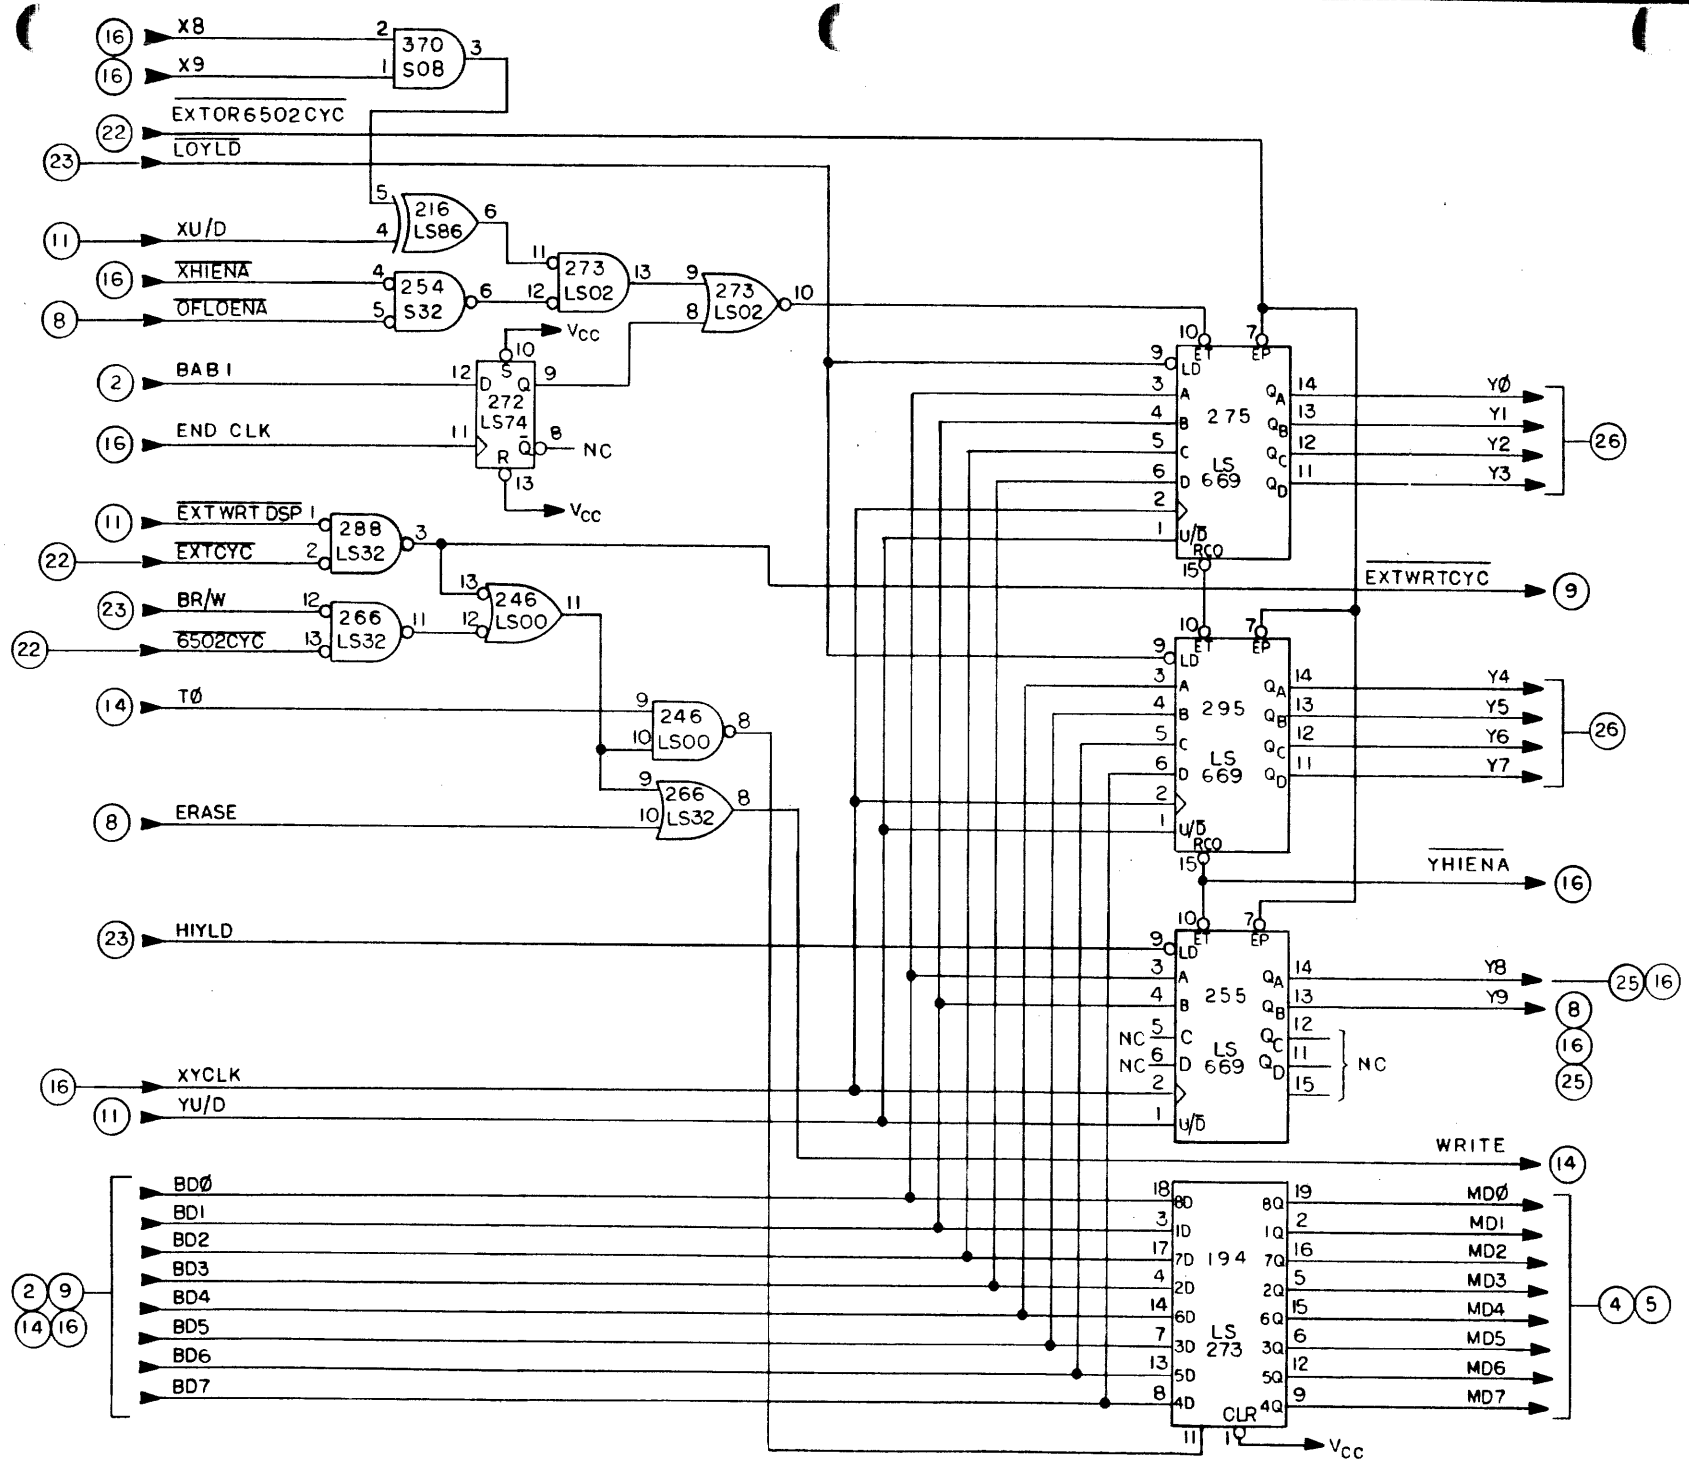 16 X8 2 370 S08 3
16 X9 1
22 EXTOR6502CYC
23 LOYLD
5 216 LS86 6
11 XU/D 4
16 XHIENA 4 254 S32 6
8 OFLOENA 5
11 273 LS02 13
12
9 273 LS02 10
8
VCC
10
S
2 BAB1 12 D Q 9
272
LS74
16 END CLK 11 Q̅ 8 NC
R
13
VCC
11 EXTWRT DSP 1 288 LS32 3
22 EXTCYC 2
23 BR/W 12 266 LS32 11
22 6502CYC 13
13 246 LS00 11
12
14 TØ 9 246 LS00 8
10
9 266 LS32 8
8 ERASE 10
10 7
ET EP
9 LD
3 A QA 14 YØ
4 B 275 QB 13 Y1
5 C QC 12 Y2 26
6 D LS 669 QD 11 Y3
2
1 U/D̅
RCO
15
EXTWRTCYC 9
10 7
ET EP
9 LD
3 A QA 14 Y4
4 B 295 QB 13 Y5
5 C QC 12 Y6 26
6 D LS 669 QD 11 Y7
2
1 U/D̅
RCO
15
YHIENA 16
10 7
ET EP
23 HIYLD 9 LD
3 A QA 14 Y8 25 16
4 B 255 QB 13 Y9 8
NC 5 C QC 12 16
NC 6 D LS 669 QD 11 NC 25
15
16 XYCLK 2
11 YU/D 1 U/D̅
WRITE 14
BDØ 18 8D 8Q 19 MDØ
BD1 3 1D 1Q 2 MD1
BD2 17 7D 194 7Q 16 MD2
BD3 4 2D 2Q 5 MD3
2 9 BD4 14 6D 6Q 15 MD4 4 5
14 16 BD5 7 3D LS 273 3Q 6 MD5
BD6 13 5D 5Q 12 MD6
BD7 8 4D 4Q 9 MD7
CLR
11 1 VCC